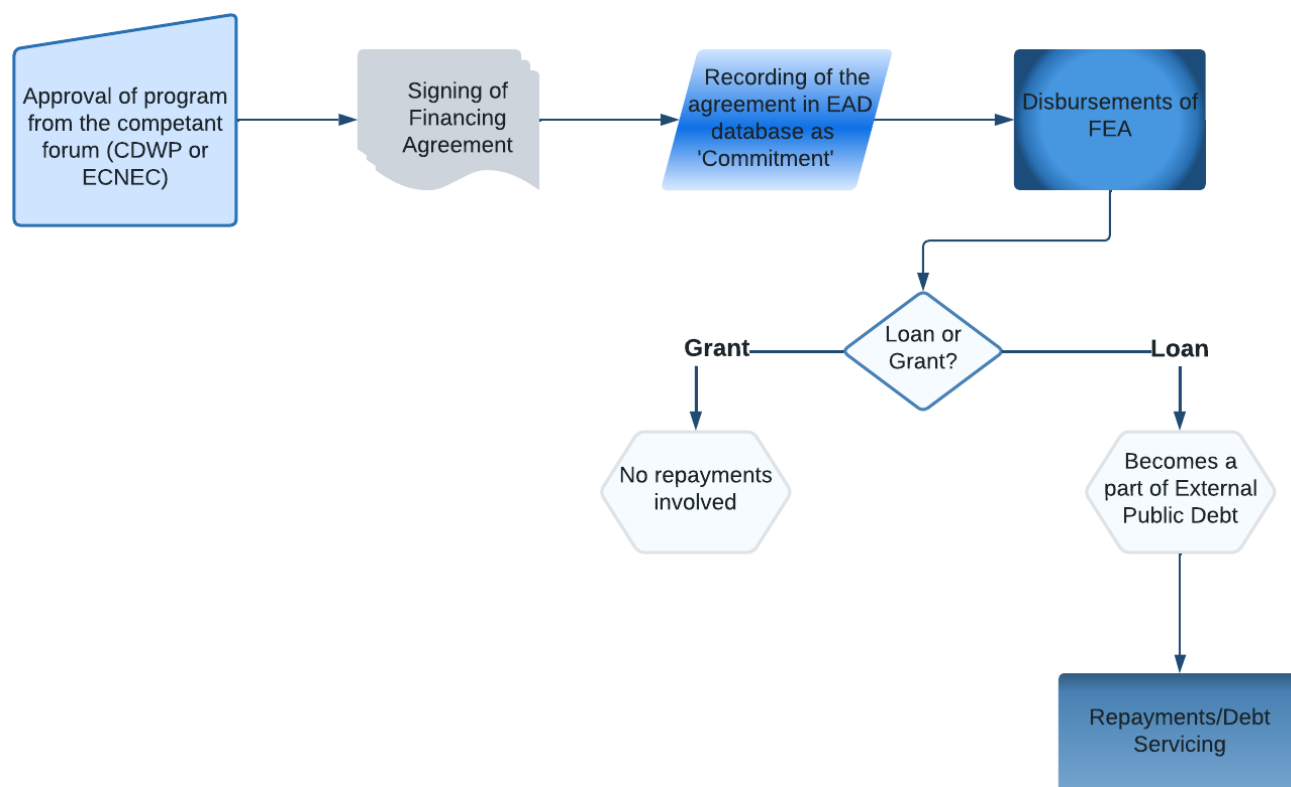 Approval of program
from the competant
forum (CDWP or
ECNEC)
Signing of
Financing
Agreement
Recording of the
agreement in EAD
database as
'Commitment'
Disbursements of
FEA
Loan or
Grant?
Grant
Loan
No repayments
involved
Becomes a
part of External
Public Debt
Repayments/Debt
Servicing